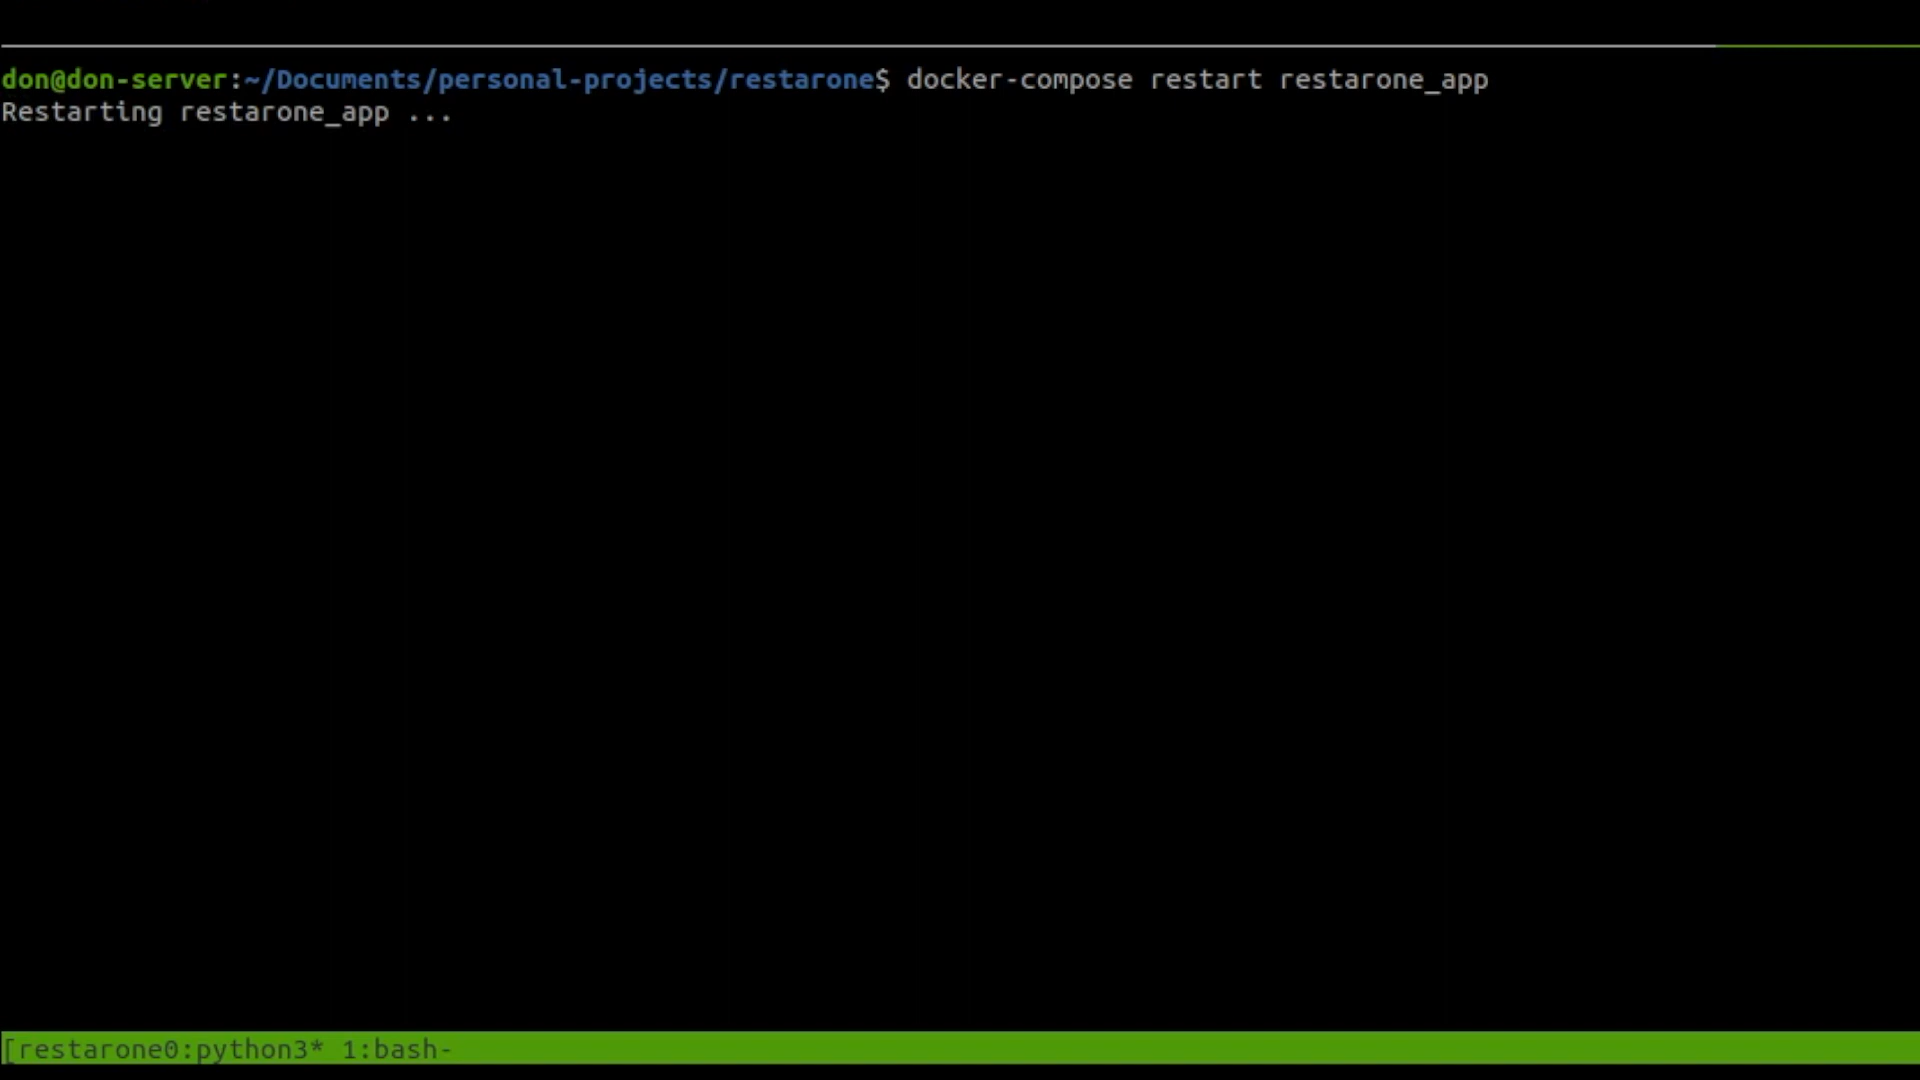 don@don-server:~/Documents/personal-projects/restarone$ docker-compose restart restarone_app
Restarting restarone_app ...
[restarone0:python3* 1:bash-